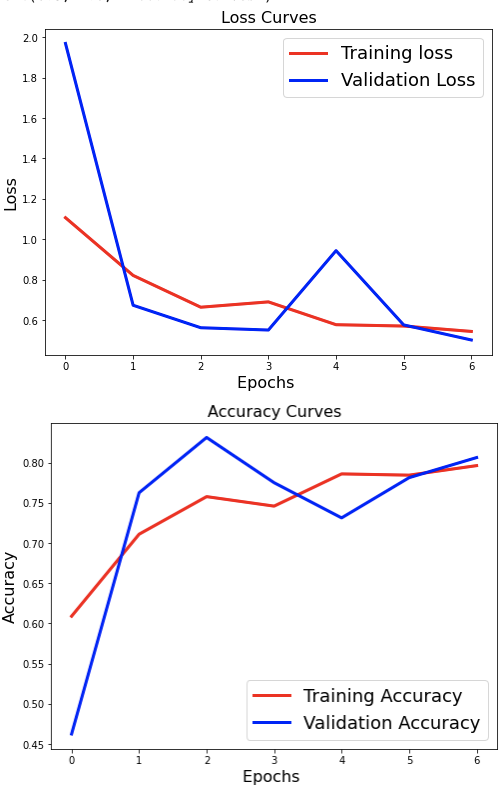 Loss Curves
2.0
1.8
1.6
1.4
1.2
1.0
0.8
0.6
Loss
Training loss
Validation Loss
0 1 2 3 4 5 6
Epochs
Accuracy Curves
0.80
0.75
0.70
0.65
0.60
0.55
0.50
0.45
Accuracy
Training Accuracy
Validation Accuracy
0 1 2 3 4 5 6
Epochs